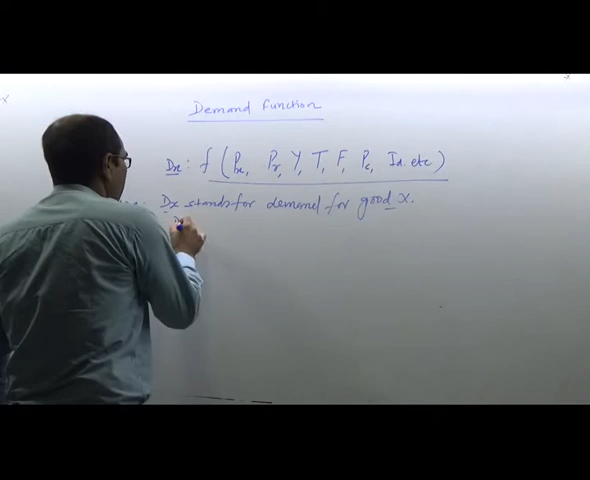 Demand function
Dx : f (Px, Pr, Y, T, F, Pc, Id. etc)
Dx stands for demand for good x.